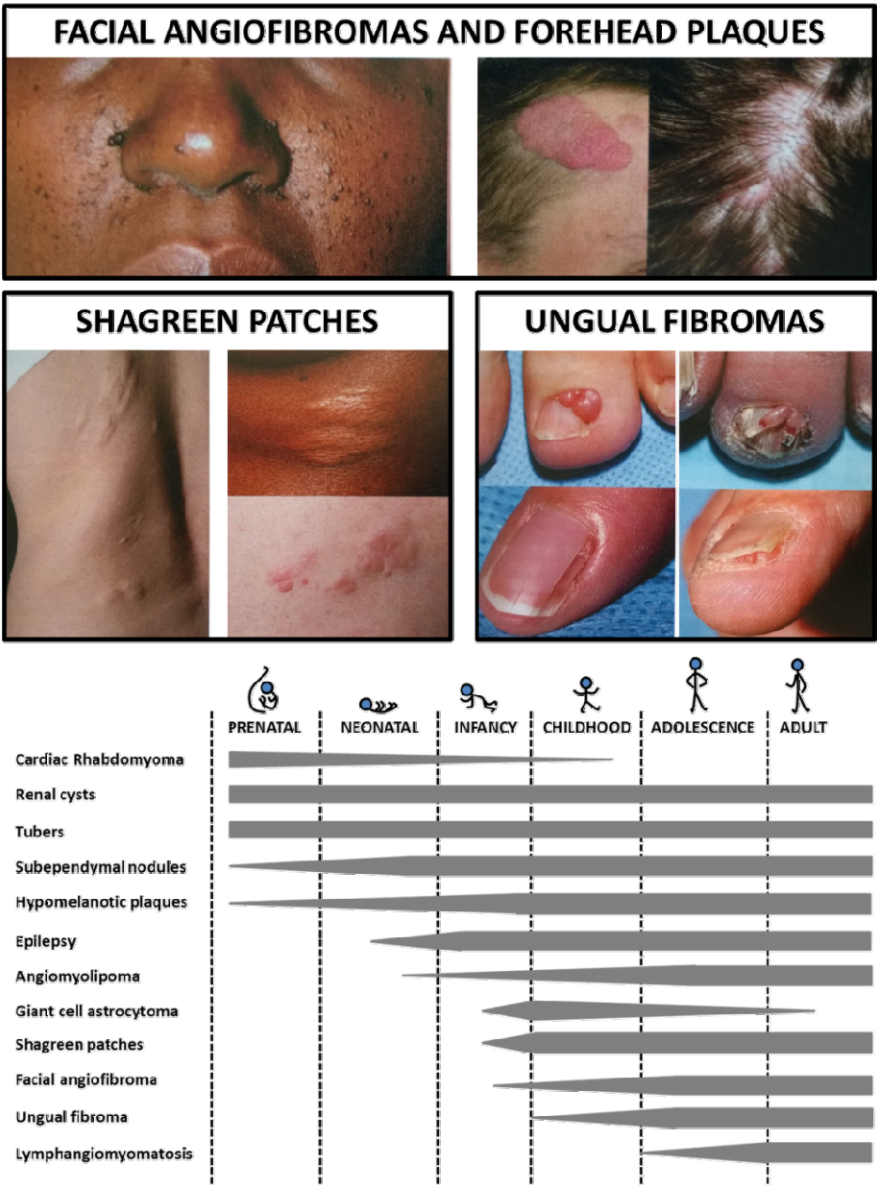 FACIAL ANGIOFIBROMAS AND FOREHEAD PLAQUES
SHAGREEN PATCHES
UNGUAL FIBROMAS
PRENATAL
NEONATAL
INFANCY
CHILDHOOD
ADOLESCENCE
ADULT
Cardiac Rhabdomyoma
Renal cysts
Tubers
Subependymal nodules
Hypomelanotic plaques
Epilepsy
Angiomyolipoma
Giant cell astrocytoma
Shagreen patches
Facial angiofibroma
Ungual fibroma
Lymphangiomyomatosis